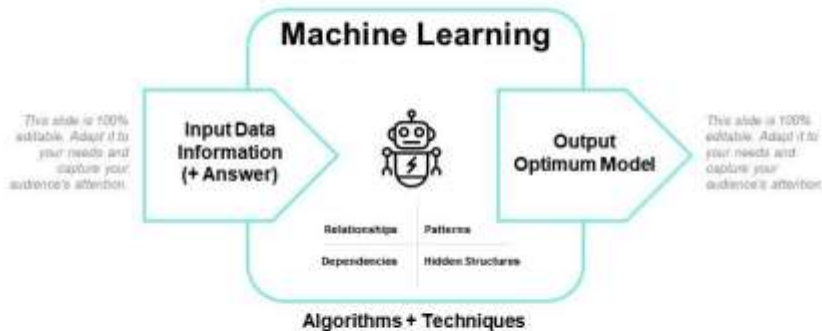 Machine Learning
This slide is 100%
editable. Adapt it to
your needs and
capture your
audience's attention.
Input Data
Information
(+ Answer)
Output
Optimum Model
This slide is 100%
editable. Adapt it to
your needs and
capture your
audience's attention.
Relationships
Patterns
Dependencies
Hidden Structures
Algorithms + Techniques